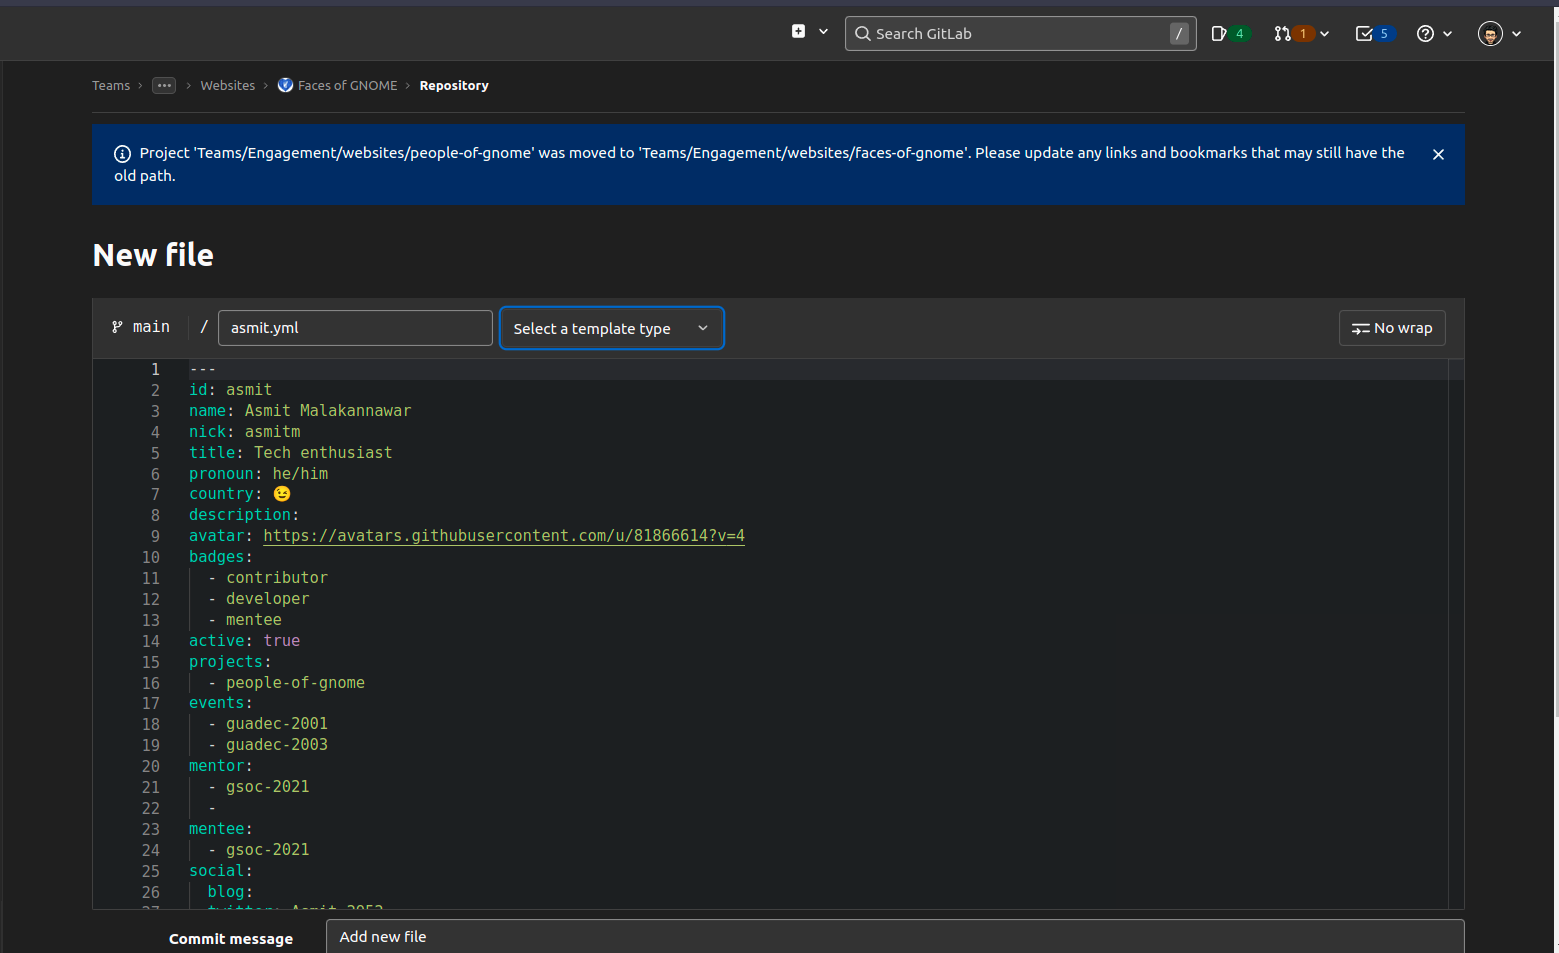 Search GitLab / 4 1 5
Teams > ... > Websites > Faces of GNOME > Repository
Project 'Teams/Engagement/websites/people-of-gnome' was moved to 'Teams/Engagement/websites/faces-of-gnome'. Please update any links and bookmarks that may still have the
old path.
New file
main / asmit.yml Select a template type No wrap
1 ---
2 id: asmit
3 name: Asmit Malakannawar
4 nick: asmitm
5 title: Tech enthusiast
6 pronoun: he/him
7 country: 😉
8 description:
9 avatar: https://avatars.githubusercontent.com/u/81866614?v=4
10 badges:
11 - contributor
12 - developer
13 - mentee
14 active: true
15 projects:
16 - people-of-gnome
17 events:
18 - guadec-2001
19 - guadec-2003
20 mentor:
21 - gsoc-2021
22 -
23 mentee:
24 - gsoc-2021
25 social:
26 blog:
27 twitter:
Commit message Add new file